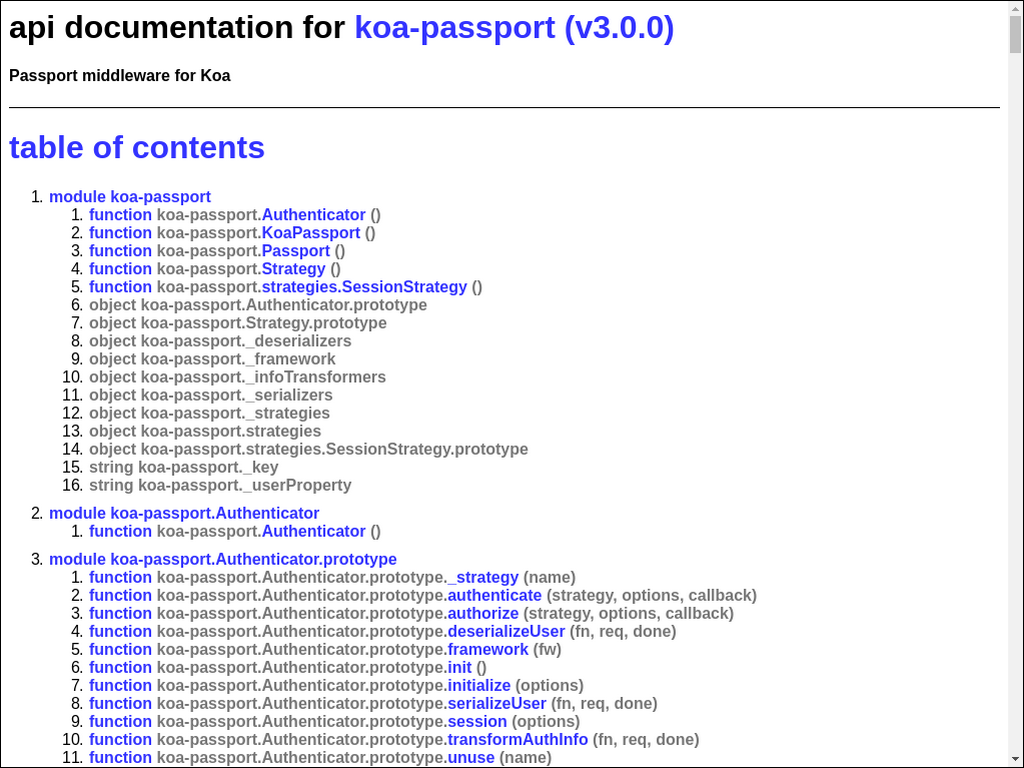 api documentation for koa-passport (v3.0.0)
Passport middleware for Koa
table of contents
1. module koa-passport
1. function koa-passport.Authenticator ()
2. function koa-passport.KoaPassport ()
3. function koa-passport.Passport ()
4. function koa-passport.Strategy ()
5. function koa-passport.strategies.SessionStrategy ()
6. object koa-passport.Authenticator.prototype
7. object koa-passport.Strategy.prototype
8. object koa-passport._deserializers
9. object koa-passport._framework
10. object koa-passport._infoTransformers
11. object koa-passport._serializers
12. object koa-passport._strategies
13. object koa-passport.strategies
14. object koa-passport.strategies.SessionStrategy.prototype
15. string koa-passport._key
16. string koa-passport._userProperty
2. module koa-passport.Authenticator
1. function koa-passport.Authenticator ()
3. module koa-passport.Authenticator.prototype
1. function koa-passport.Authenticator.prototype._strategy (name)
2. function koa-passport.Authenticator.prototype.authenticate (strategy, options, callback)
3. function koa-passport.Authenticator.prototype.authorize (strategy, options, callback)
4. function koa-passport.Authenticator.prototype.deserializeUser (fn, req, done)
5. function koa-passport.Authenticator.prototype.framework (fw)
6. function koa-passport.Authenticator.prototype.init ()
7. function koa-passport.Authenticator.prototype.initialize (options)
8. function koa-passport.Authenticator.prototype.serializeUser (fn, req, done)
9. function koa-passport.Authenticator.prototype.session (options)
10. function koa-passport.Authenticator.prototype.transformAuthInfo (fn, req, done)
11. function koa-passport.Authenticator.prototype.unuse (name)